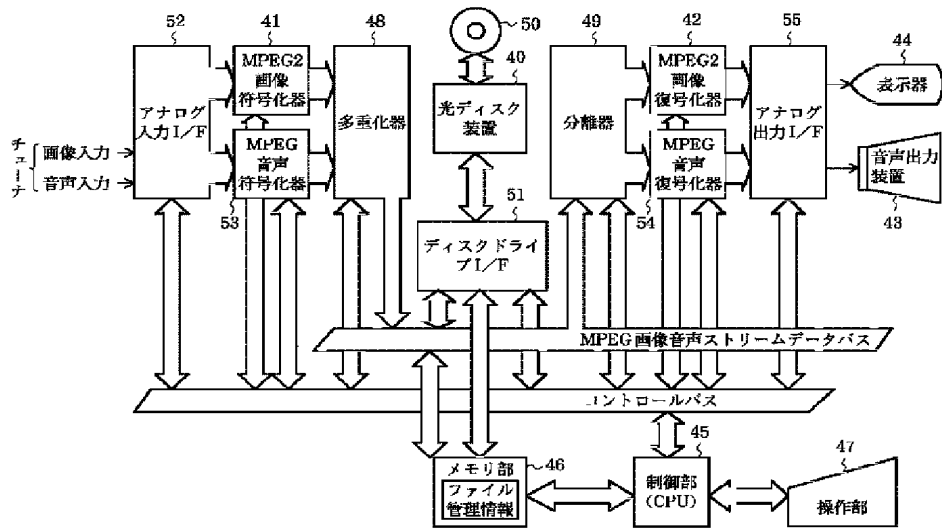 52
41
48
50
40
49
42
55
44
アナログ
入力I/F
MPEG2
画像
符号化器
多重化器
光ディスク
装置
分離器
MPEG2
画像
復号化器
アナログ
出力I/F
表示器
チューナ
画像入力
音声入力
MPEG
音声
符号化器
53
51
ディスクドラ
イブI/F
MPEG
音声
復号化器
54
音声出力
装置
43
MPEG画像音声ストリームデータバス
コントロールバス
メモリ部
ファイル
管理情報
46
45
制御部
(CPU)
47
操作部